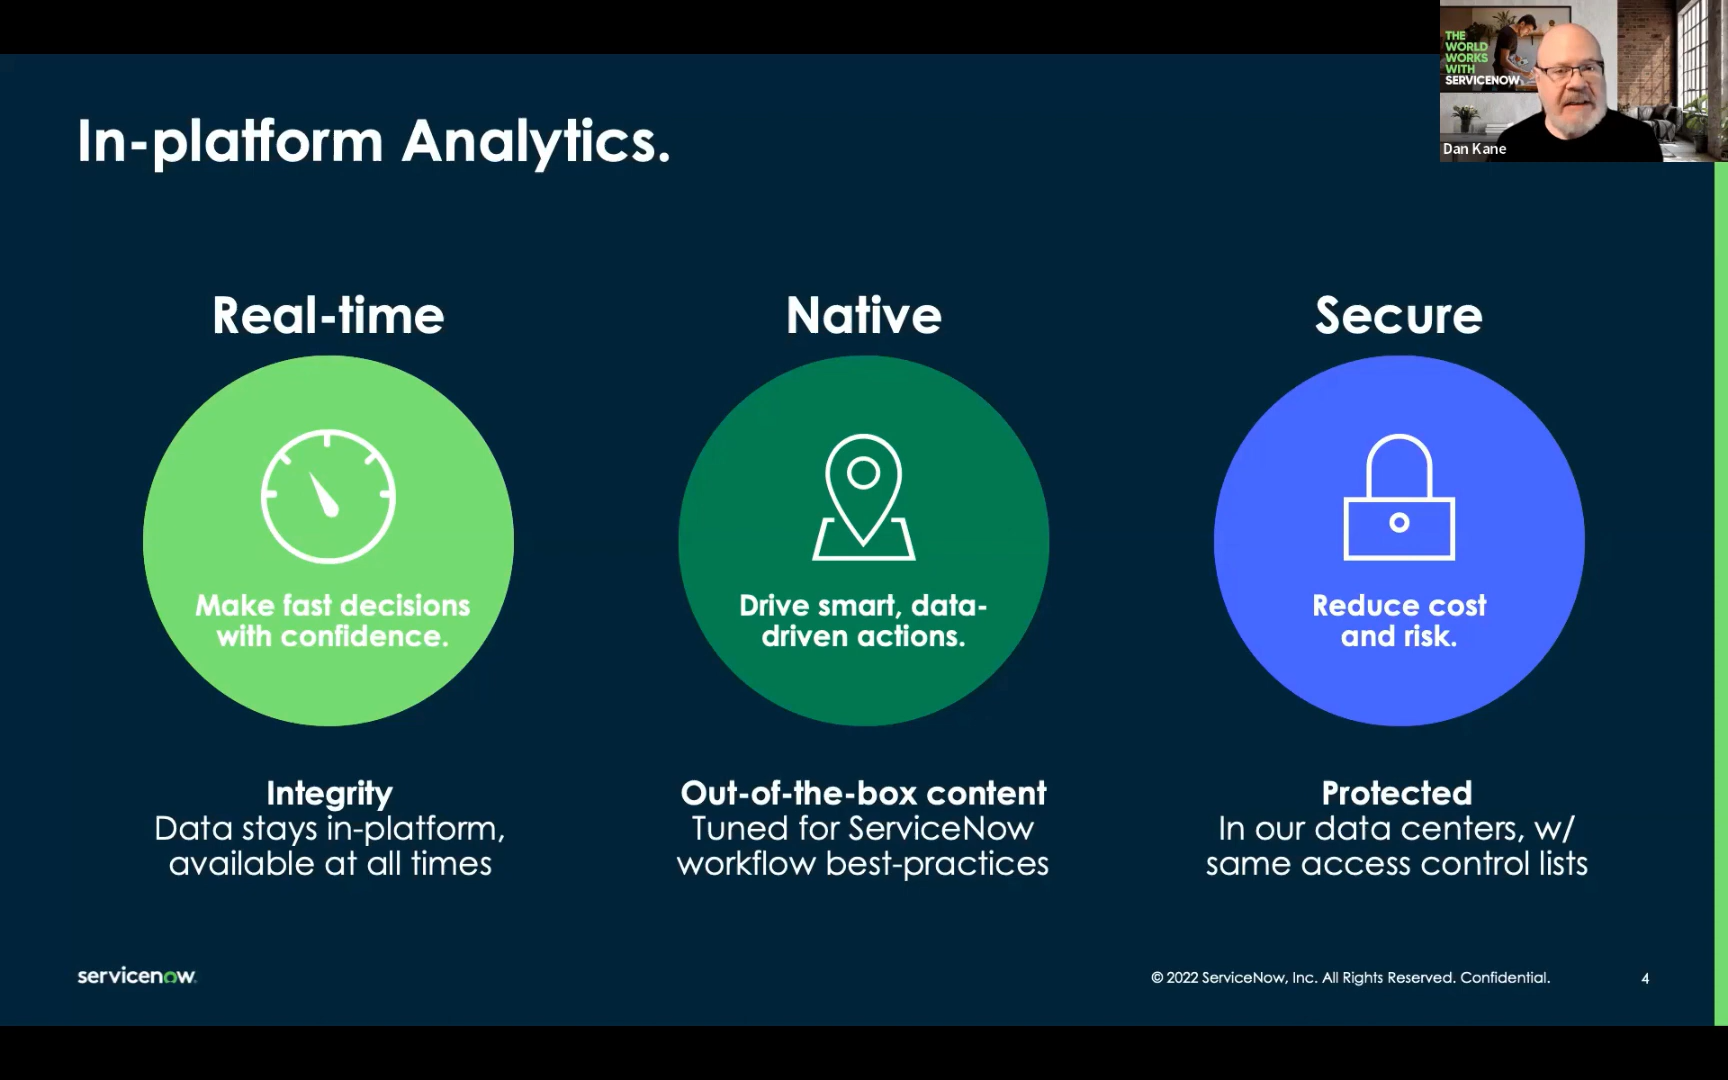 THE
WORLD
WORKS
WITH
SERVICENOW
Dan Kane
In-platform Analytics.
Real-time
Make fast decisions
with confidence.
Integrity
Data stays in-platform,
available at all times
Native
Drive smart, data-
driven actions.
Out-of-the-box content
Tuned for ServiceNow
workflow best-practices
Secure
Reduce cost
and risk.
Protected
In our data centers, w/
same access control lists
servicenow
© 2022 ServiceNow, Inc. All Rights Reserved. Confidential.
4